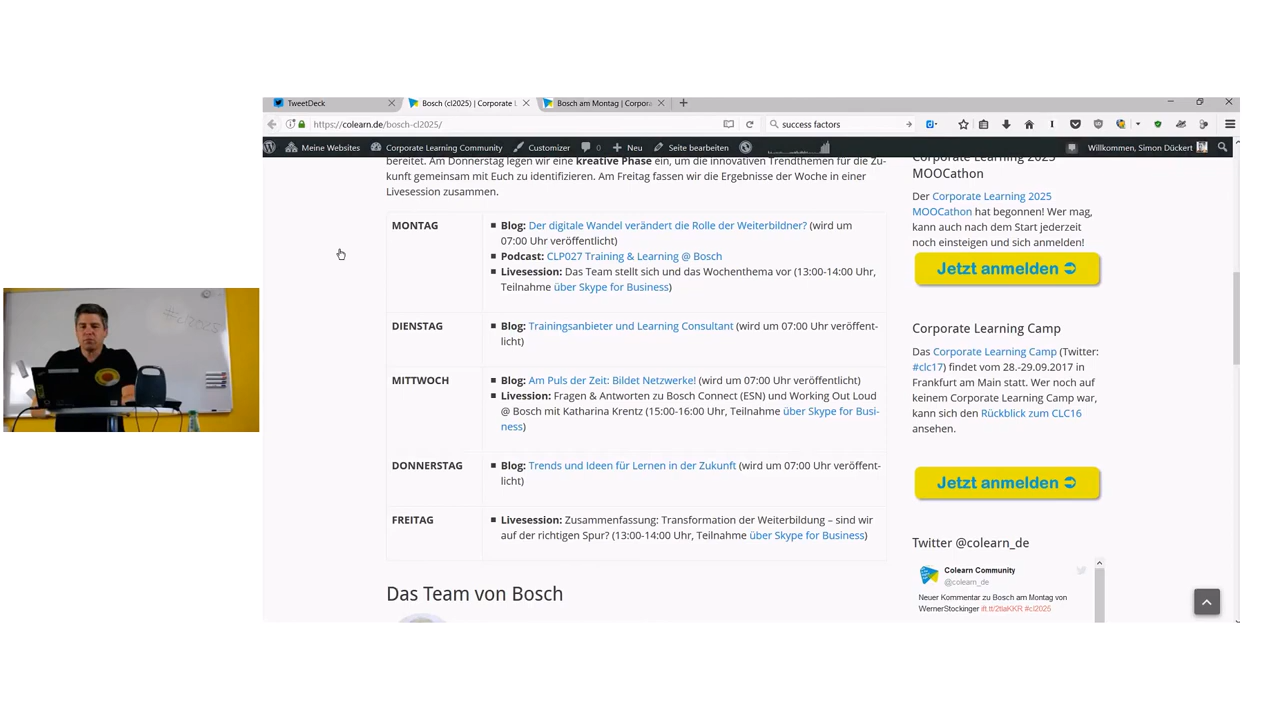 TweetDeck
Bosch (cl2025) | Corporate L
Bosch am Montag | Corpora
https://colearn.de/bosch-cl2025/
success factors
Meine Websites
Corporate Learning Community
Customizer
0
Neu
Seite bearbeiten
Willkommen, Simon Dückert
bereitet. Am Donnerstag legen wir eine kreative Phase ein, um die innovativen Trendthemen für die Zu-
kunft gemeinsam mit Euch zu identifizieren. Am Freitag fassen wir die Ergebnisse der Woche in einer
Livesession zusammen.
MONTAG
Blog: Der digitale Wandel verändert die Rolle der Weiterbildner? (wird um
07:00 Uhr veröffentlicht)
Podcast: CLP027 Training & Learning @ Bosch
Livesession: Das Team stellt sich und das Wochenthema vor (13:00-14:00 Uhr,
Teilnahme über Skype for Business)
DIENSTAG
Blog: Trainingsanbieter und Learning Consultant (wird um 07:00 Uhr veröffent-
licht)
MITTWOCH
Blog: Am Puls der Zeit: Bildet Netzwerke! (wird um 07:00 Uhr veröffentlicht)
Livession: Fragen & Antworten zu Bosch Connect (ESN) und Working Out Loud
@ Bosch mit Katharina Krentz (15:00-16:00 Uhr, Teilnahme über Skype for Busi-
ness)
DONNERSTAG
Blog: Trends und Ideen für Lernen in der Zukunft (wird um 07:00 Uhr veröffent-
licht)
FREITAG
Livesession: Zusammenfassung: Transformation der Weiterbildung – sind wir
auf der richtigen Spur? (13:00-14:00 Uhr, Teilnahme über Skype for Business)
Das Team von Bosch
Corporate Learning 2025
MOOCathon
Der Corporate Learning 2025
MOOCathon hat begonnen! Wer mag,
kann auch nach dem Start jederzeit
noch einsteigen und sich anmelden!
Jetzt anmelden
Corporate Learning Camp
Das Corporate Learning Camp (Twitter:
#clc17) findet vom 28.-29.09.2017 in
Frankfurt am Main statt. Wer noch auf
keinem Corporate Learning Camp war,
kann sich den Rückblick zum CLC16
ansehen.
Jetzt anmelden
Twitter @colearn_de
Colearn Community
@colearn_de
Neuer Kommentar zu Bosch am Montag von
WernerStockinger ift.tt/2tlaKKR #cl2025
#cl2025